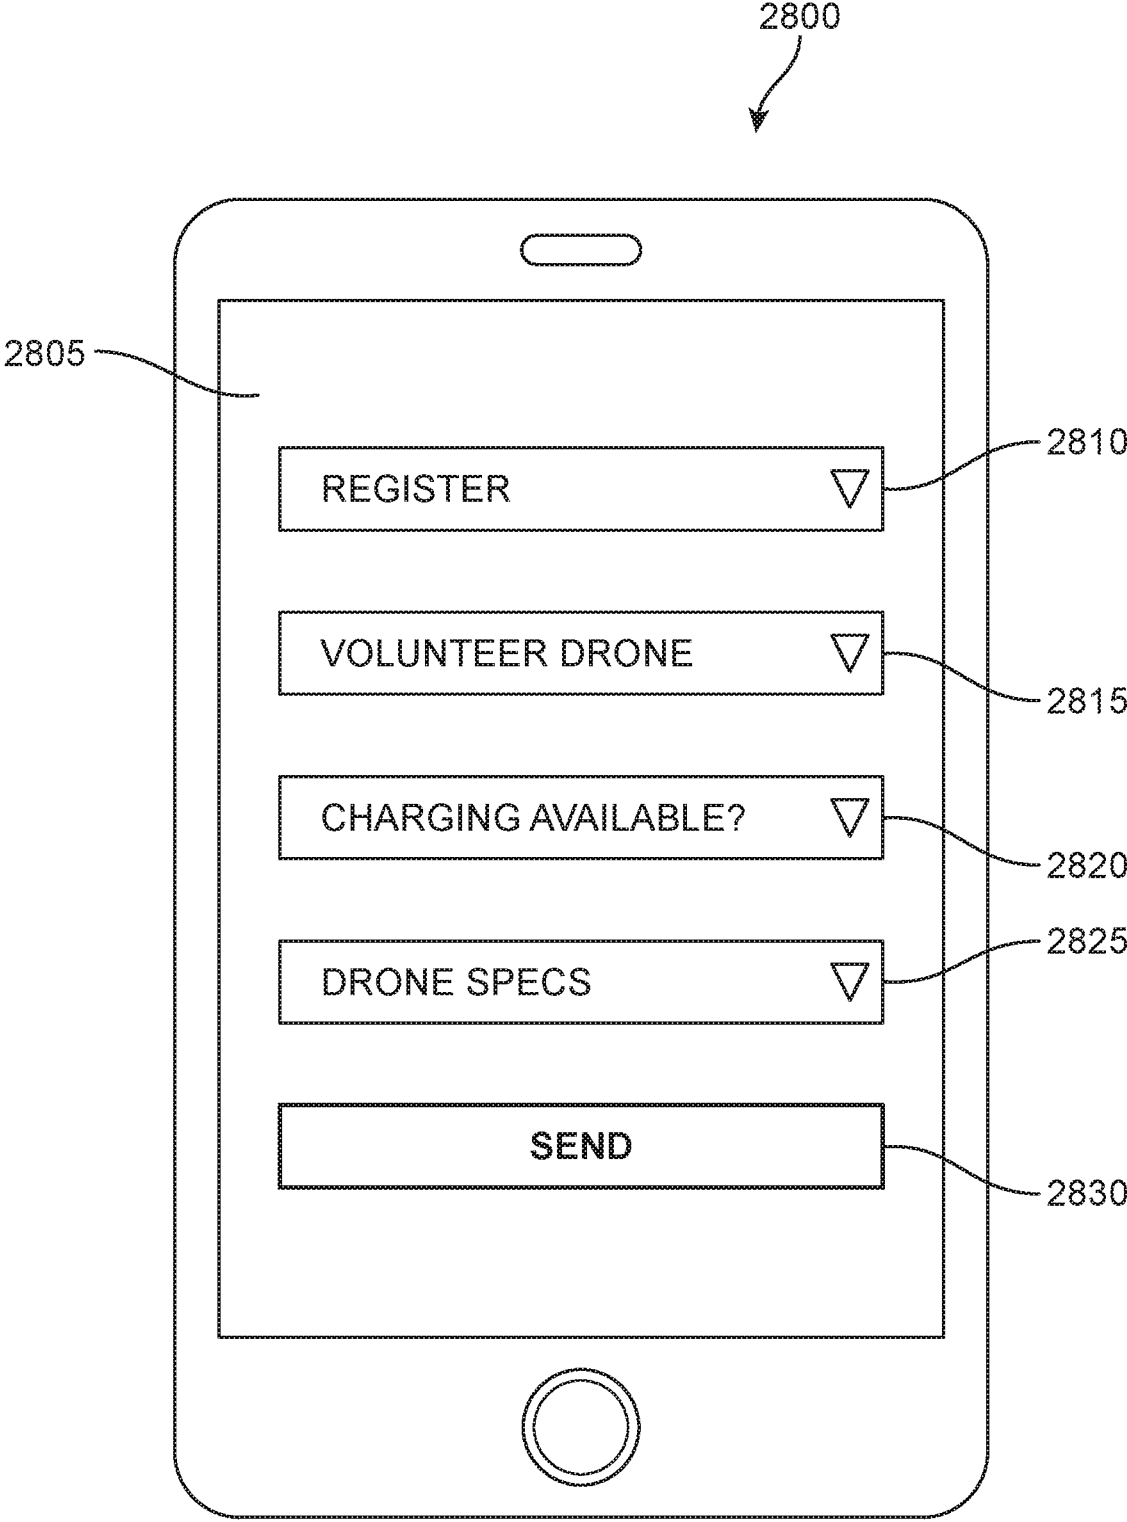 2800
2805
2810
REGISTER
VOLUNTEER DRONE
2815
CHARGING AVAILABLE?
2820
2825
DRONE SPECS
SEND
2830